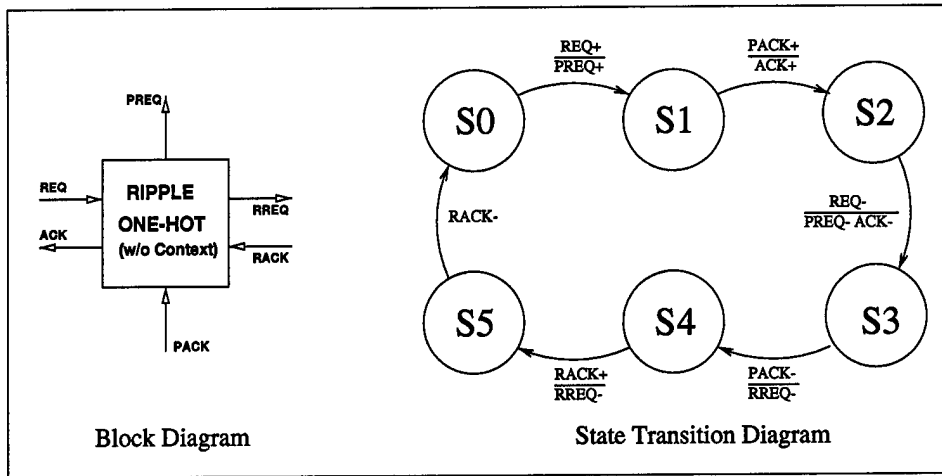 PREQ
REQ
RIPPLE
ONE-HOT
(w/o Context)
RREQ
ACK
RACK
PACK
Block Diagram
REQ+
PREQ+
PACK+
ACK+
S0
S1
S2
RACK-
REQ-
PREQ- ACK-
S5
S4
S3
RACK+
RREQ-
PACK-
RREQ-
State Transition Diagram